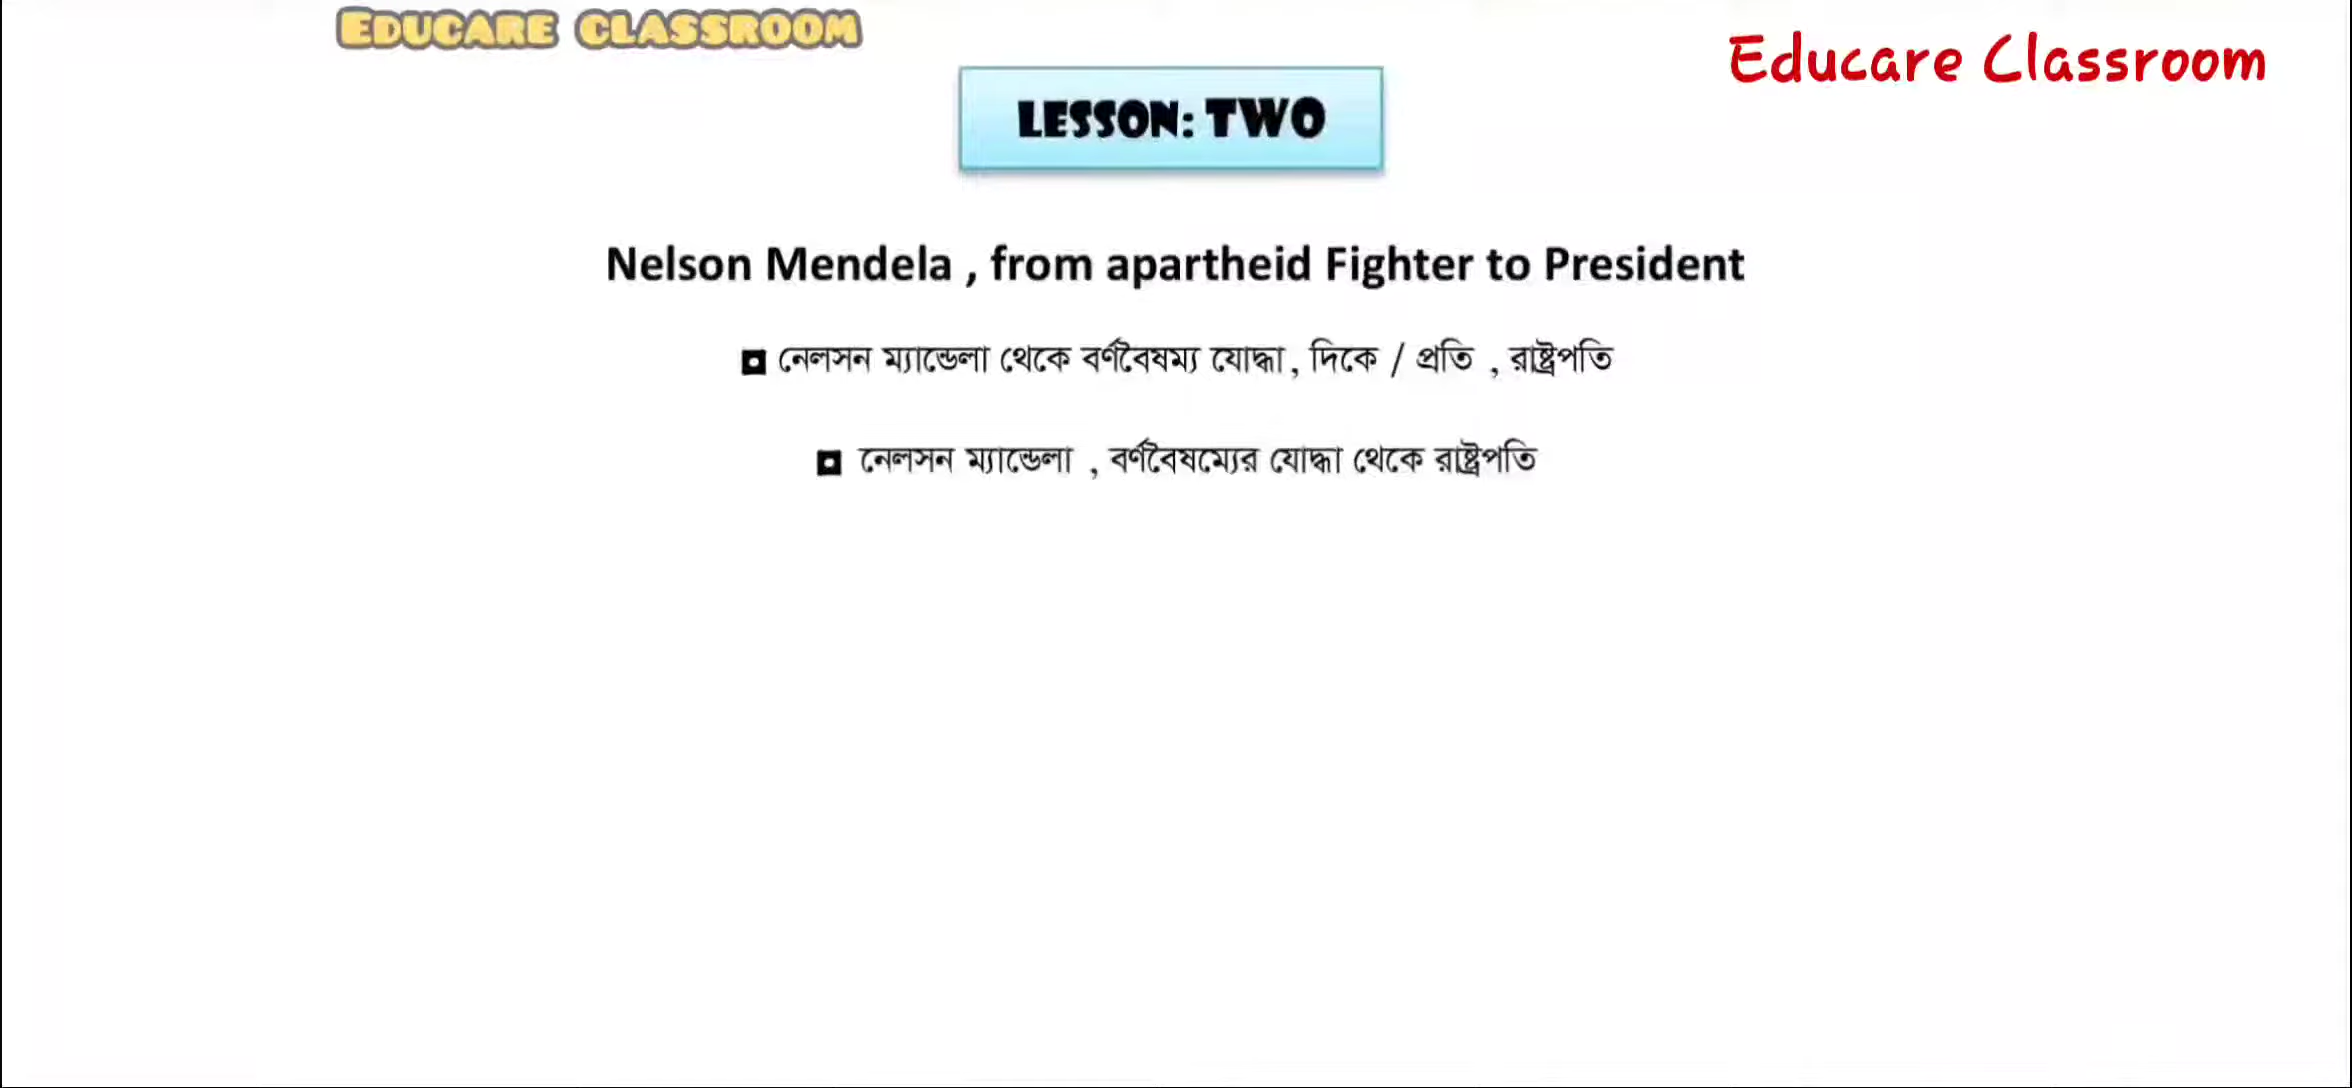 EDUCARE CLASSROOM
Educare Classroom
LESSON: TWO
Nelson Mendela , from apartheid Fighter to President
নেলসন ম্যান্ডেলা থেকে বর্ণবৈষম্য যোদ্ধা, দিকে / প্রতি , রাষ্ট্রপতি
নেলসন ম্যান্ডেলা , বর্ণবৈষম্যের যোদ্ধা থেকে রাষ্ট্রপতি